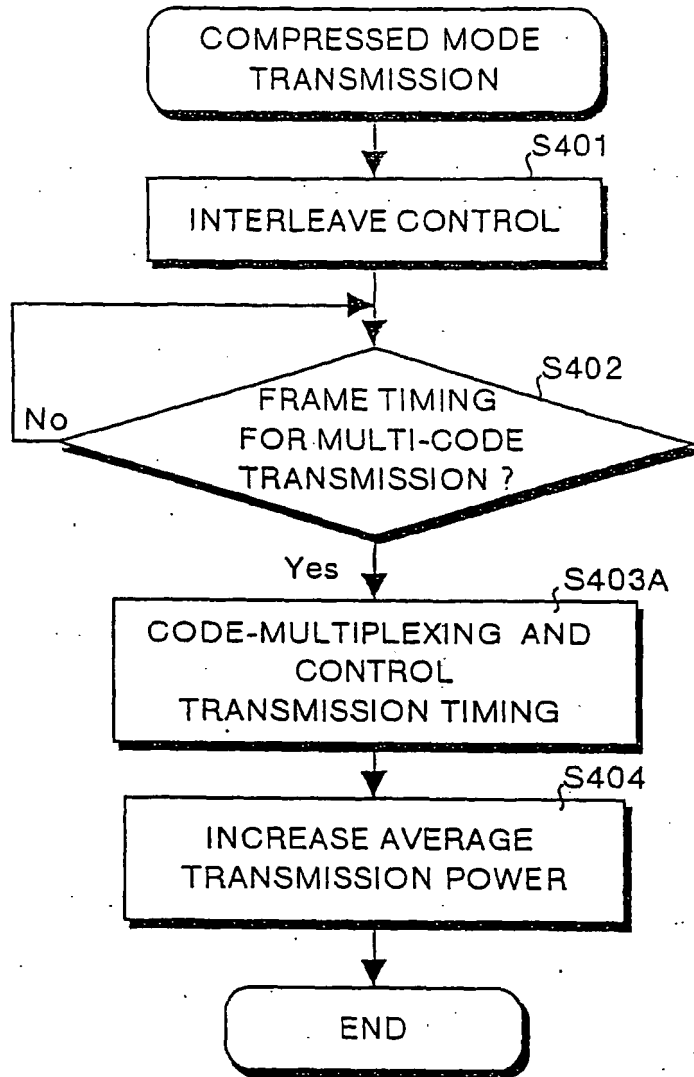 COMPRESSED MODE
TRANSMISSION
S401
INTERLEAVE CONTROL
S402
FRAME TIMING
FOR MULTI-CODE
TRANSMISSION ?
No
Yes
S403A
CODE-MULTIPLEXING AND
CONTROL
TRANSMISSION TIMING
S404
INCREASE AVERAGE
TRANSMISSION POWER
END